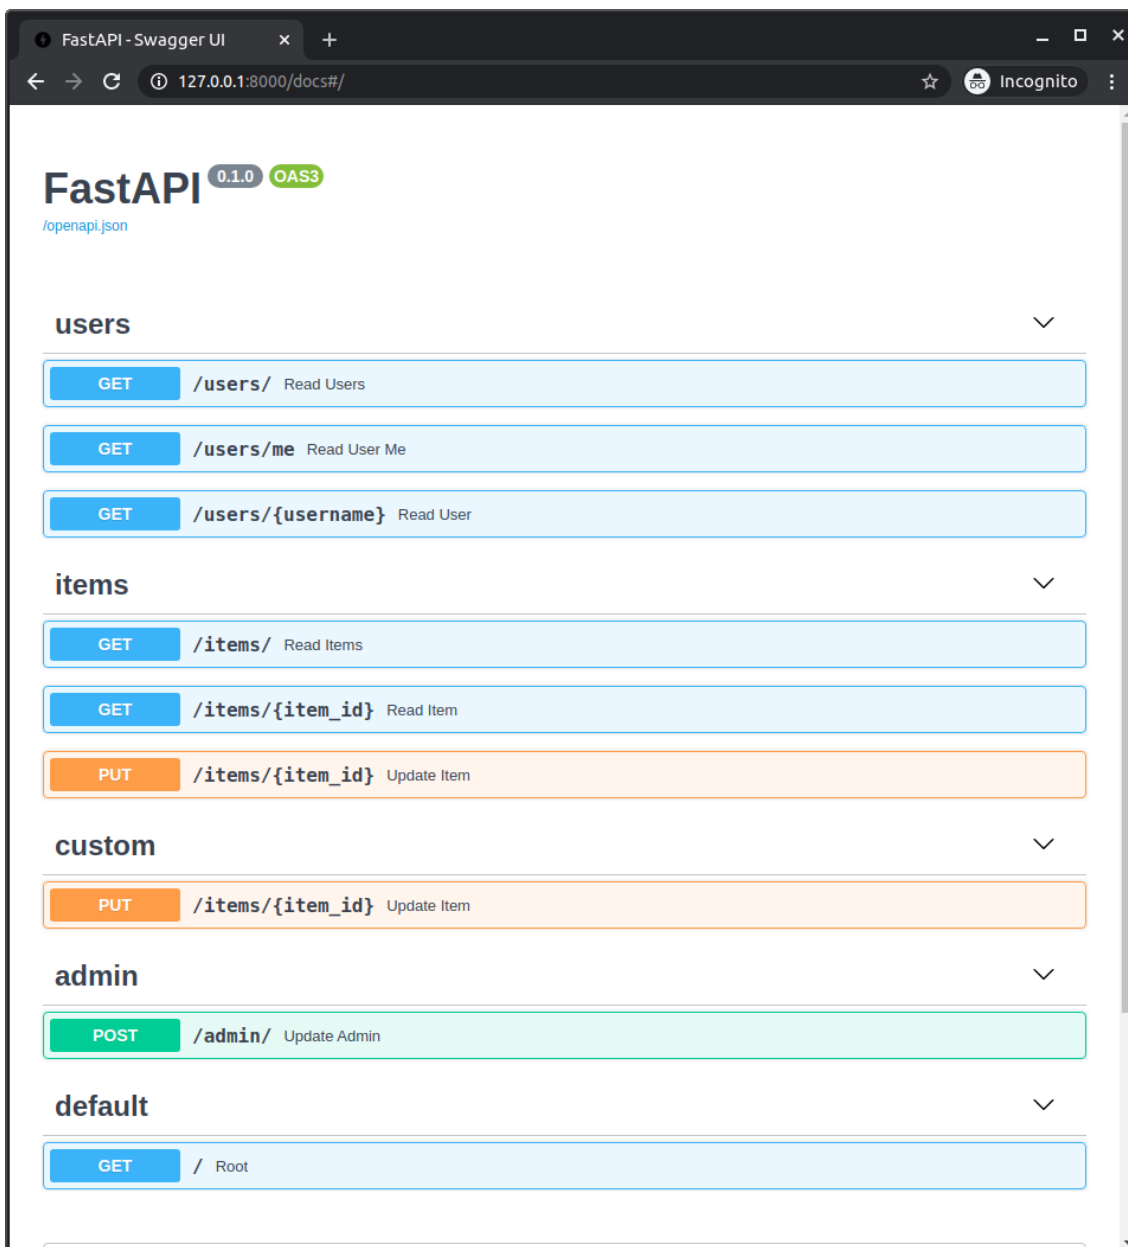 FastAPI - Swagger UI
127.0.0.1:8000/docs#/
Incognito
FastAPI 0.1.0 OAS3
/openapi.json
users
GET /users/ Read Users
GET /users/me Read User Me
GET /users/{username} Read User
items
GET /items/ Read Items
GET /items/{item_id} Read Item
PUT /items/{item_id} Update Item
custom
PUT /items/{item_id} Update Item
admin
POST /admin/ Update Admin
default
GET / Root